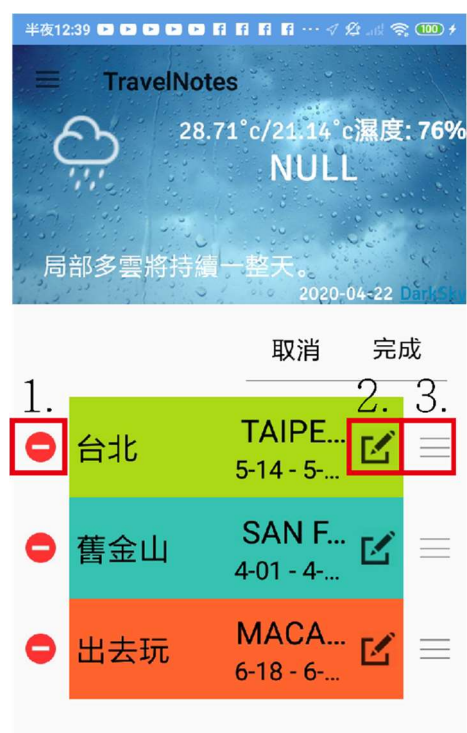 半夜12:39
100
TravelNotes
28.71°c/21.14°c濕度: 76%
NULL
局部多雲將持續一整天。
2020-04-22 DarkSky
取消 完成
1. 2. 3.
台北 TAIPE...
5-14 - 5-...
舊金山 SAN F...
4-01 - 4-...
出去玩 MACA...
6-18 - 6-...